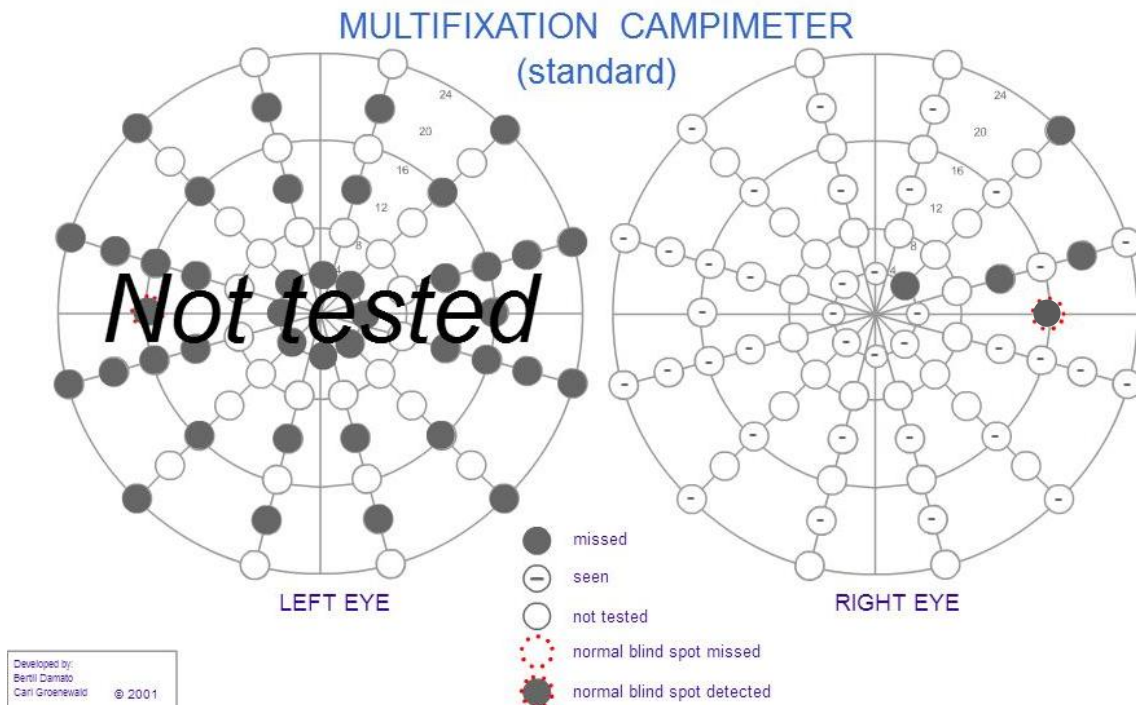 MULTIFIXATION CAMPIMETER
(standard)
24
20
16
12
8
4
Not tested
24
20
16
12
8
4
LEFT EYE
RIGHT EYE
missed
seen
not tested
normal blind spot missed
normal blind spot detected
Developed by:
Bertil Damato
Carl Groenewald © 2001